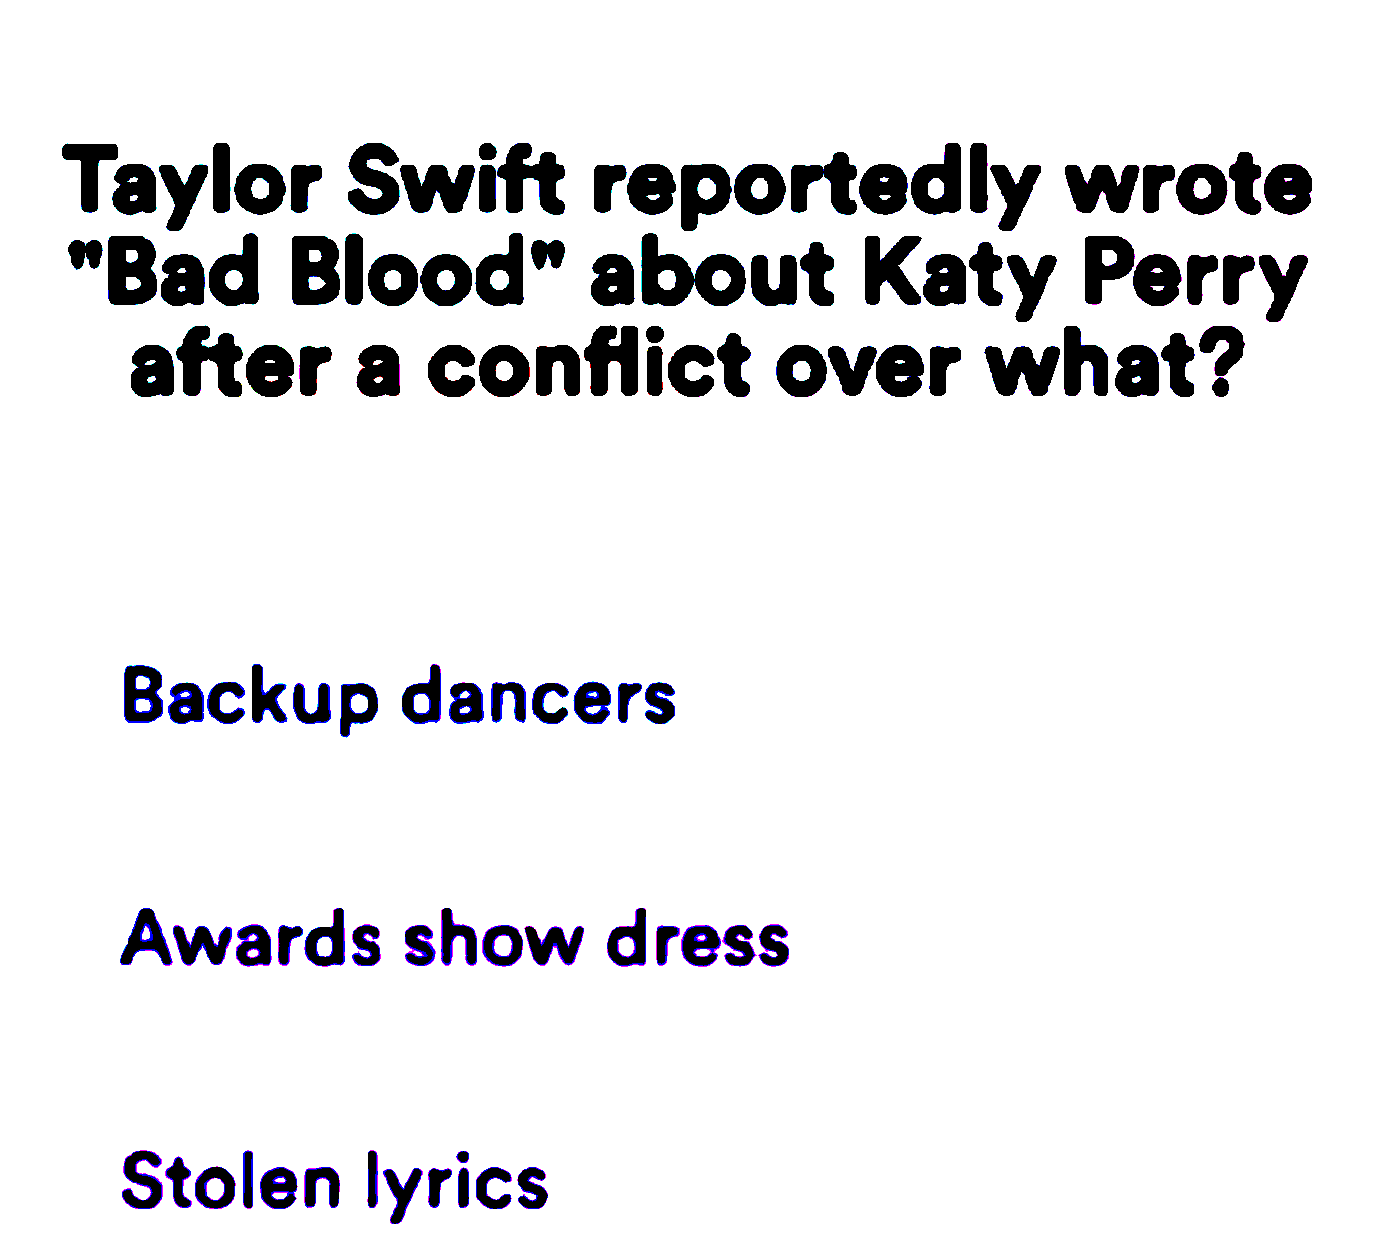 Taylor Swift reportedly wrote
"Bad Blood" about Katy Perry
after a conflict over what?
Backup dancers
Awards show dress
Stolen lyrics